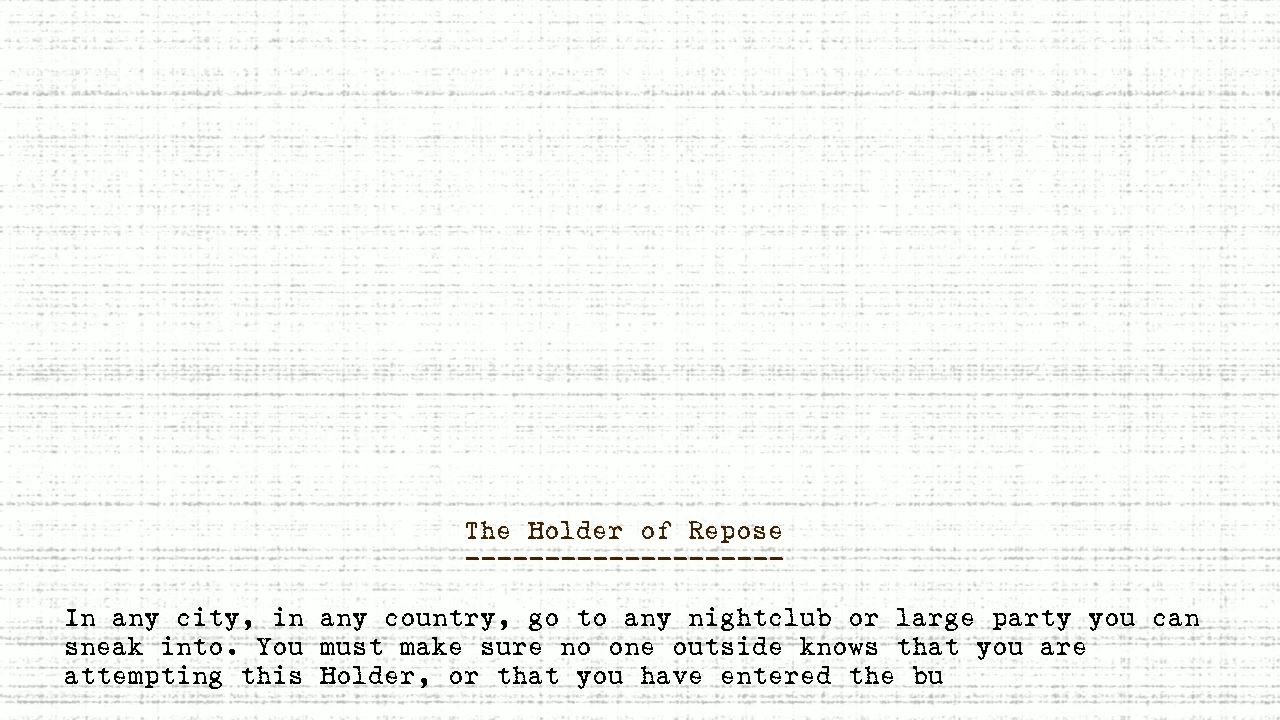 The Holder of Repose
--------------------
In any city, in any country, go to any nightclub or large party you can
sneak into. You must make sure no one outside knows that you are
attempting this Holder, or that you have entered the bu